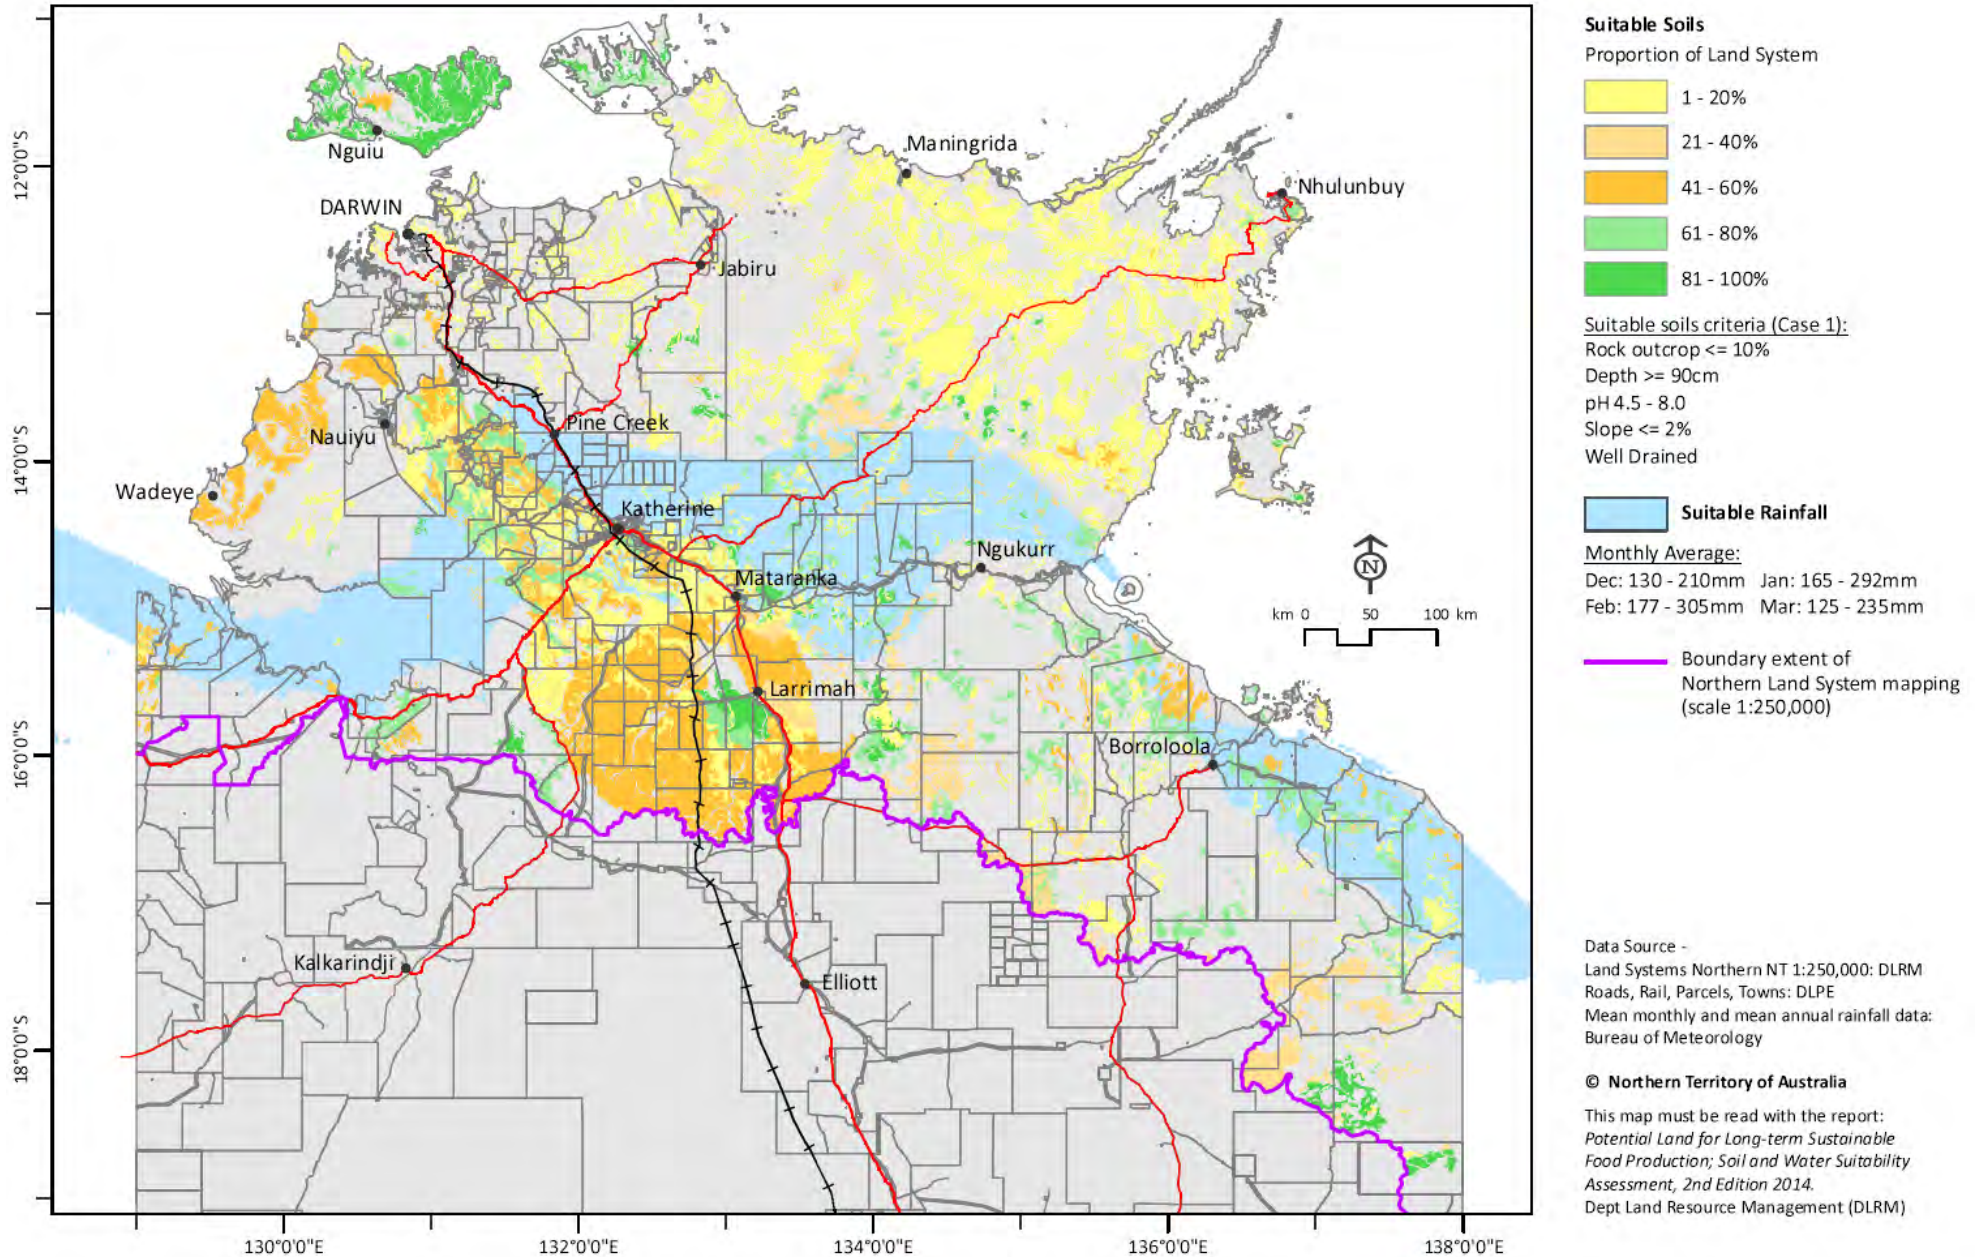 Nguiu
DARWIN
Jabiru
Maningrida
Nhulunbuy
Pine Creek
Nauiyu
Wadeye
Katherine
Ngukurr
Mataranka
Larrimah
Borroloola
Kalkarindji
Elliott
N
km 0 50 100 km
12°0'0"S
14°0'0"S
16°0'0"S
18°0'0"S
130°0'0"E
132°0'0"E
134°0'0"E
136°0'0"E
138°0'0"E
Suitable Soils
Proportion of Land System
1 - 20%
21 - 40%
41 - 60%
61 - 80%
81 - 100%
Suitable soils criteria (Case 1):
Rock outcrop <= 10%
Depth >= 90cm
pH 4.5 - 8.0
Slope <= 2%
Well Drained
Suitable Rainfall
Monthly Average:
Dec: 130 - 210mm Jan: 165 - 292mm
Feb: 177 - 305mm Mar: 125 - 235mm
Boundary extent of
Northern Land System mapping
(scale 1:250,000)
Data Source -
Land Systems Northern NT 1:250,000: DLRM
Roads, Rail, Parcels, Towns: DLPE
Mean monthly and mean annual rainfall data:
Bureau of Meteorology
© Northern Territory of Australia
This map must be read with the report:
Potential Land for Long-term Sustainable
Food Production; Soil and Water Suitability
Assessment, 2nd Edition 2014.
Dept Land Resource Management (DLRM)